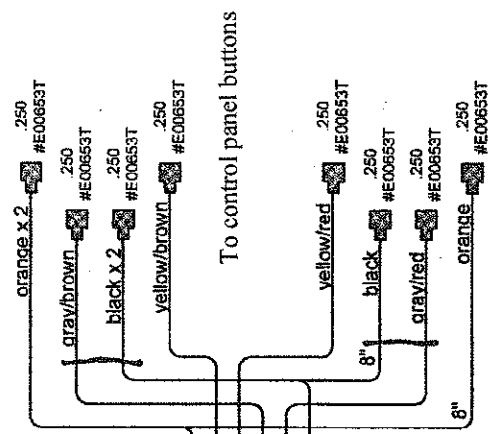 orange x 2
.250
#E00653T
gray/brown
.250
#E00653T
black x 2
.250
#E00653T
yellow/brown
.250
#E00653T
To control panel buttons
yellow/red
.250
#E00653T
8"
black
.250
#E00653T
gray/red
.250
#E00653T
8"
orange
.250
#E00653T